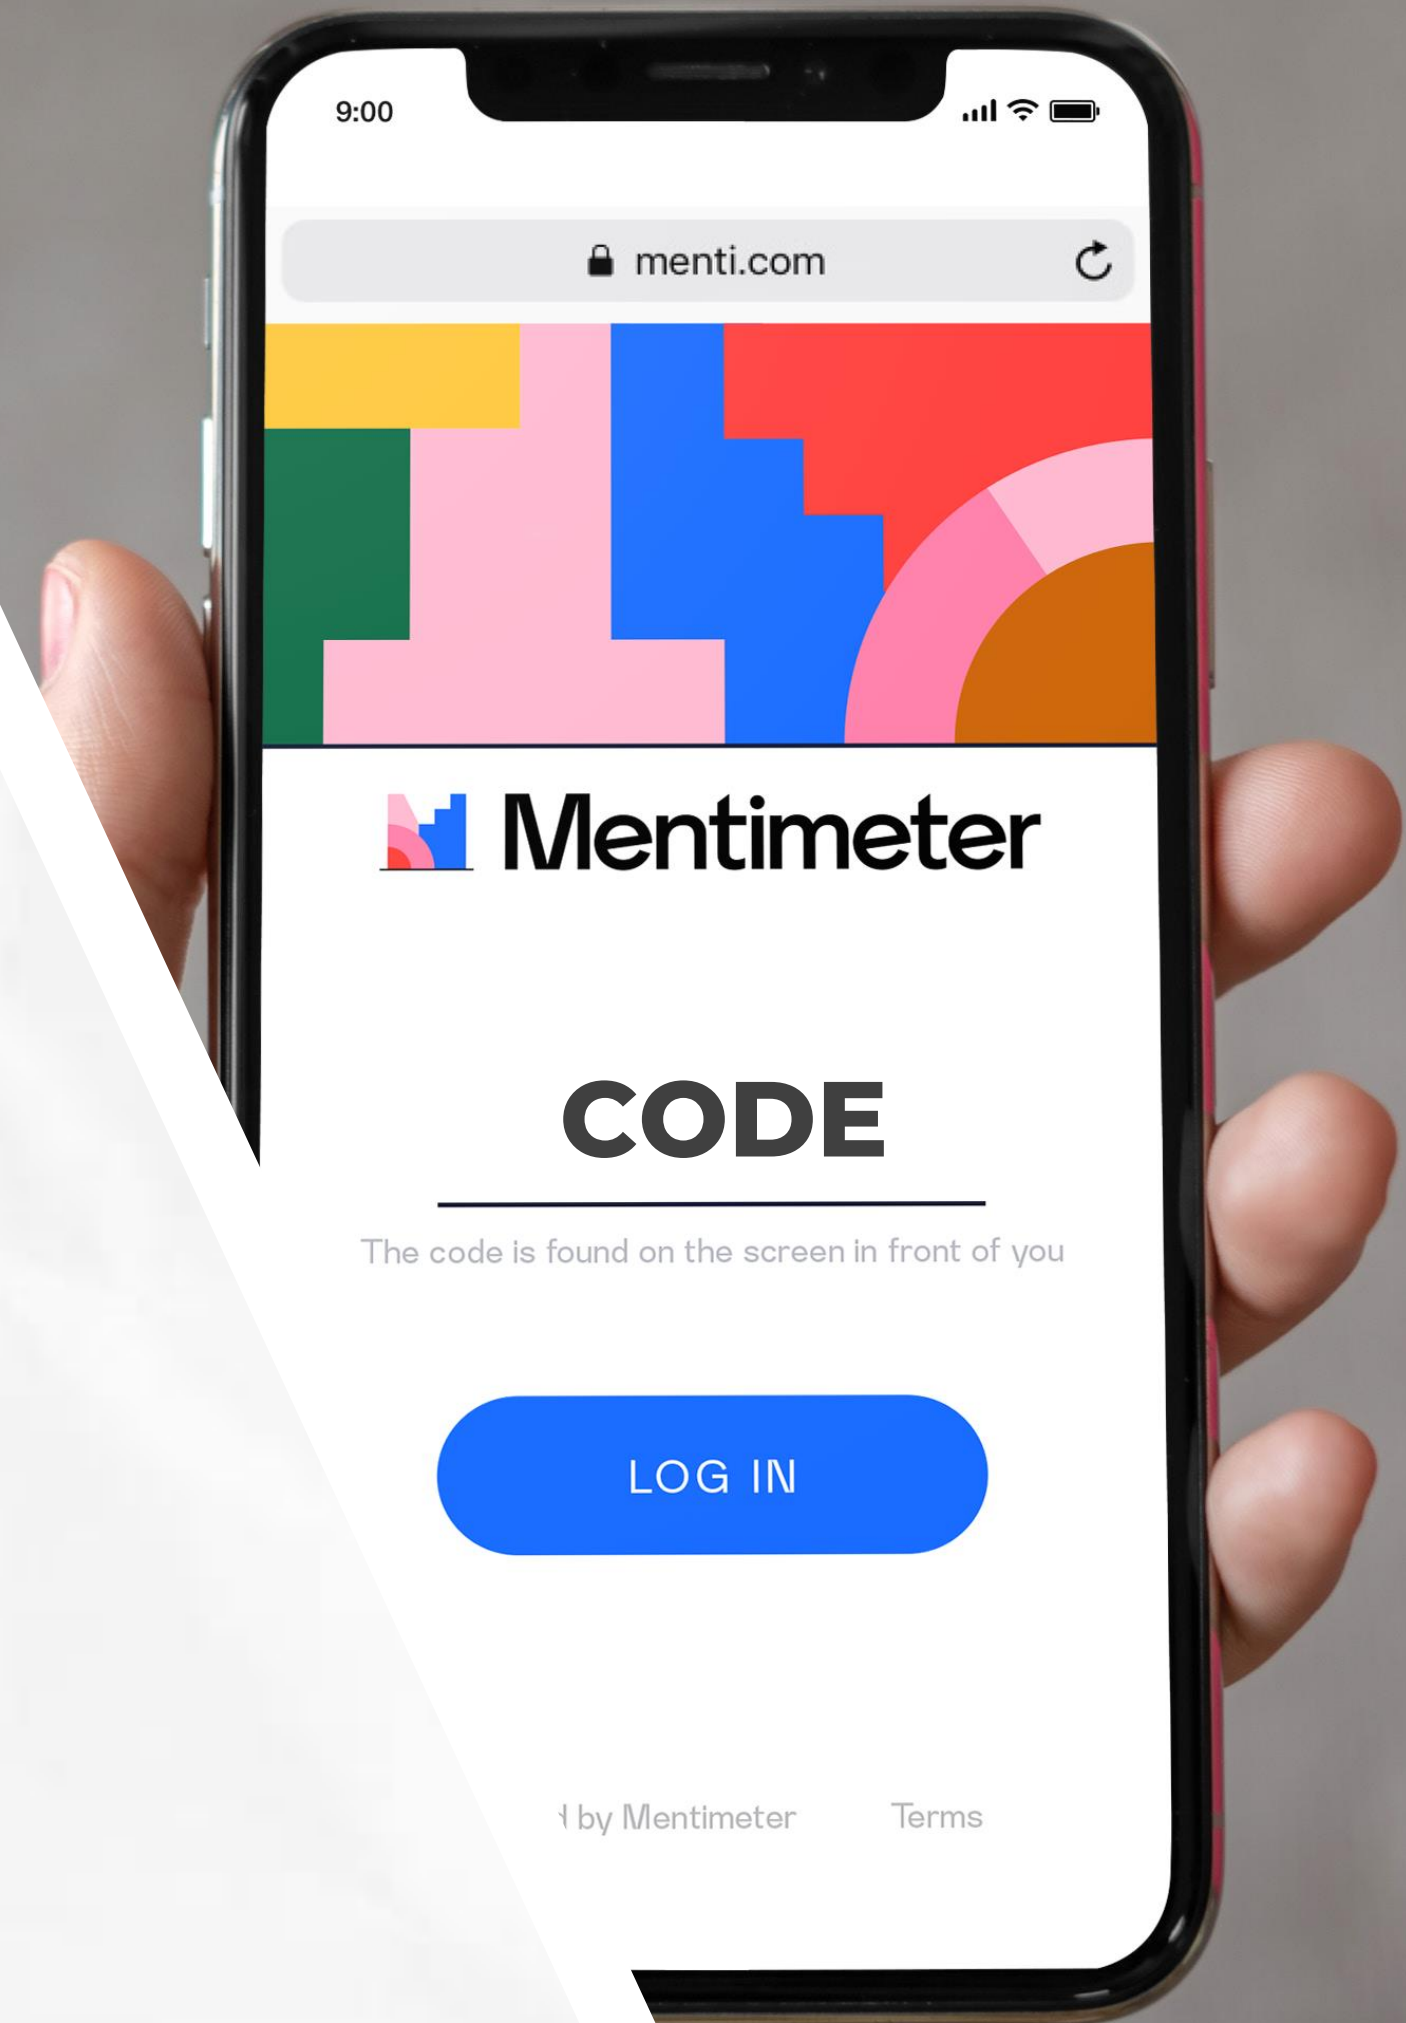 9:00
menti.com
Mentimeter
CODE
The code is found on the screen in front of you
LOG IN
by Mentimeter Terms